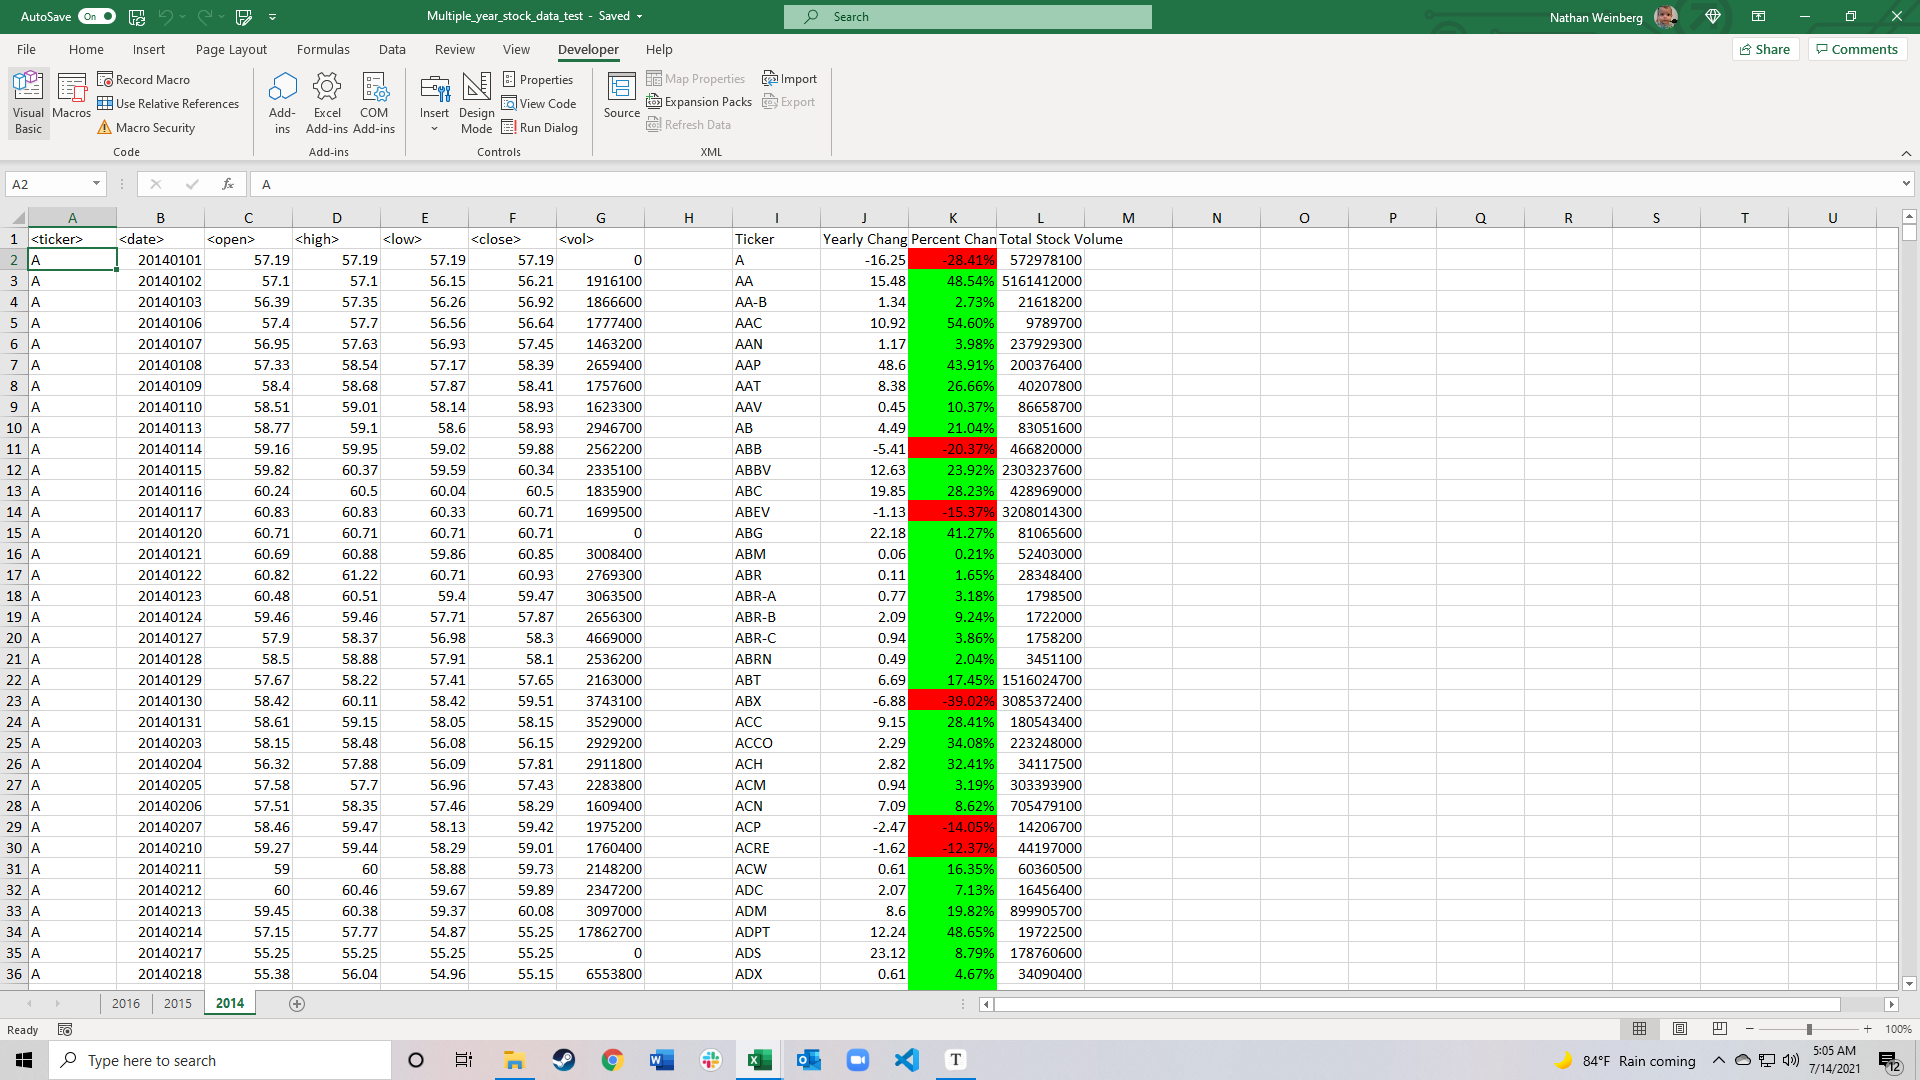 AutoSave On Multiple_year_stock_data_test - Saved Search Nathan Weinberg
File Home Insert Page Layout Formulas Data Review View Developer Help Share Comments
Visual Basic
Macros
Record Macro
Use Relative References
Macro Security
Code
Add-ins
Excel Add-ins
COM Add-ins
Add-ins
Insert
Design Mode
Properties
View Code
Run Dialog
Controls
Source
Map Properties
Expansion Packs
Refresh Data
Import
Export
XML
A2 fx A
A B C D E F G H I J K L M N O P Q R S T U
1 <ticker> <date> <open> <high> <low> <close> <vol> Ticker Yearly Chang Percent Chan Total Stock Volume
2 A 20140101 57.19 57.19 57.19 57.19 0 A -16.25 -28.41% 572978100
3 A 20140102 57.1 57.1 56.15 56.21 1916100 AA 15.48 48.54% 5161412000
4 A 20140103 56.39 57.35 56.26 56.92 1866600 AA-B 1.34 2.73% 21618200
5 A 20140106 57.4 57.7 56.56 56.64 1777400 AAC 10.92 54.60% 9789700
6 A 20140107 56.95 57.63 56.93 57.45 1463200 AAN 1.17 3.98% 237929300
7 A 20140108 57.33 58.54 57.17 58.39 2659400 AAP 48.6 43.91% 200376400
8 A 20140109 58.4 58.68 57.87 58.41 1757600 AAT 8.38 26.66% 40207800
9 A 20140110 58.51 59.01 58.14 58.93 1623300 AAV 0.45 10.37% 86658700
10 A 20140113 58.77 59.1 58.6 58.93 2946700 AB 4.49 21.04% 83051600
11 A 20140114 59.16 59.95 59.02 59.88 2562200 ABB -5.41 -20.37% 466820000
12 A 20140115 59.82 60.37 59.59 60.34 2335100 ABBV 12.63 23.92% 2303237600
13 A 20140116 60.24 60.5 60.04 60.5 1835900 ABC 19.85 28.23% 428969000
14 A 20140117 60.83 60.83 60.33 60.71 1699500 ABEV -1.13 -15.37% 3208014300
15 A 20140120 60.71 60.71 60.71 60.71 0 ABG 22.18 41.27% 81065600
16 A 20140121 60.69 60.88 59.86 60.85 3008400 ABM 0.06 0.21% 52403000
17 A 20140122 60.82 61.22 60.71 60.93 2769300 ABR 0.11 1.65% 28348400
18 A 20140123 60.48 60.51 59.4 59.47 3063500 ABR-A 0.77 3.18% 1798500
19 A 20140124 59.46 59.46 57.71 57.87 2656300 ABR-B 2.09 9.24% 1722000
20 A 20140127 57.9 58.37 56.98 58.3 4669000 ABR-C 0.94 3.86% 1758200
21 A 20140128 58.5 58.88 57.91 58.1 2536200 ABRN 0.49 2.04% 3451100
22 A 20140129 57.67 58.22 57.41 57.65 2163000 ABT 6.69 17.45% 1516024700
23 A 20140130 58.42 60.11 58.42 59.51 3743100 ABX -6.88 -39.02% 3085372400
24 A 20140131 58.61 59.15 58.05 58.15 3529000 ACC 9.15 28.41% 180543400
25 A 20140203 58.15 58.48 56.08 56.15 2929200 ACCO 2.29 34.08% 223248000
26 A 20140204 56.32 57.88 56.09 57.81 2911800 ACH 2.82 32.41% 34117500
27 A 20140205 57.58 57.7 56.96 57.43 2283800 ACM 0.94 3.19% 303393900
28 A 20140206 57.51 58.35 57.46 58.29 1609400 ACN 7.09 8.62% 705479100
29 A 20140207 58.46 59.47 58.13 59.42 1975200 ACP -2.47 -14.05% 14206700
30 A 20140210 59.27 59.44 58.29 59.01 1760400 ACRE -1.62 -12.37% 44197000
31 A 20140211 59 60 58.88 59.73 2148200 ACW 0.61 16.35% 60360500
32 A 20140212 60 60.46 59.67 59.89 2347200 ADC 2.07 7.13% 16456400
33 A 20140213 59.45 60.38 59.37 60.08 3097000 ADM 8.6 19.82% 899905700
34 A 20140214 57.15 57.77 54.87 55.25 17862700 ADPT 12.24 48.65% 19722500
35 A 20140217 55.25 55.25 55.25 55.25 0 ADS 23.12 8.79% 178760600
36 A 20140218 55.38 56.04 54.96 55.15 6553800 ADX 0.61 4.67% 34090400
2016 2015 2014
Ready 100%
Type here to search 84°F Rain coming 5:05 AM
7/14/2021 12